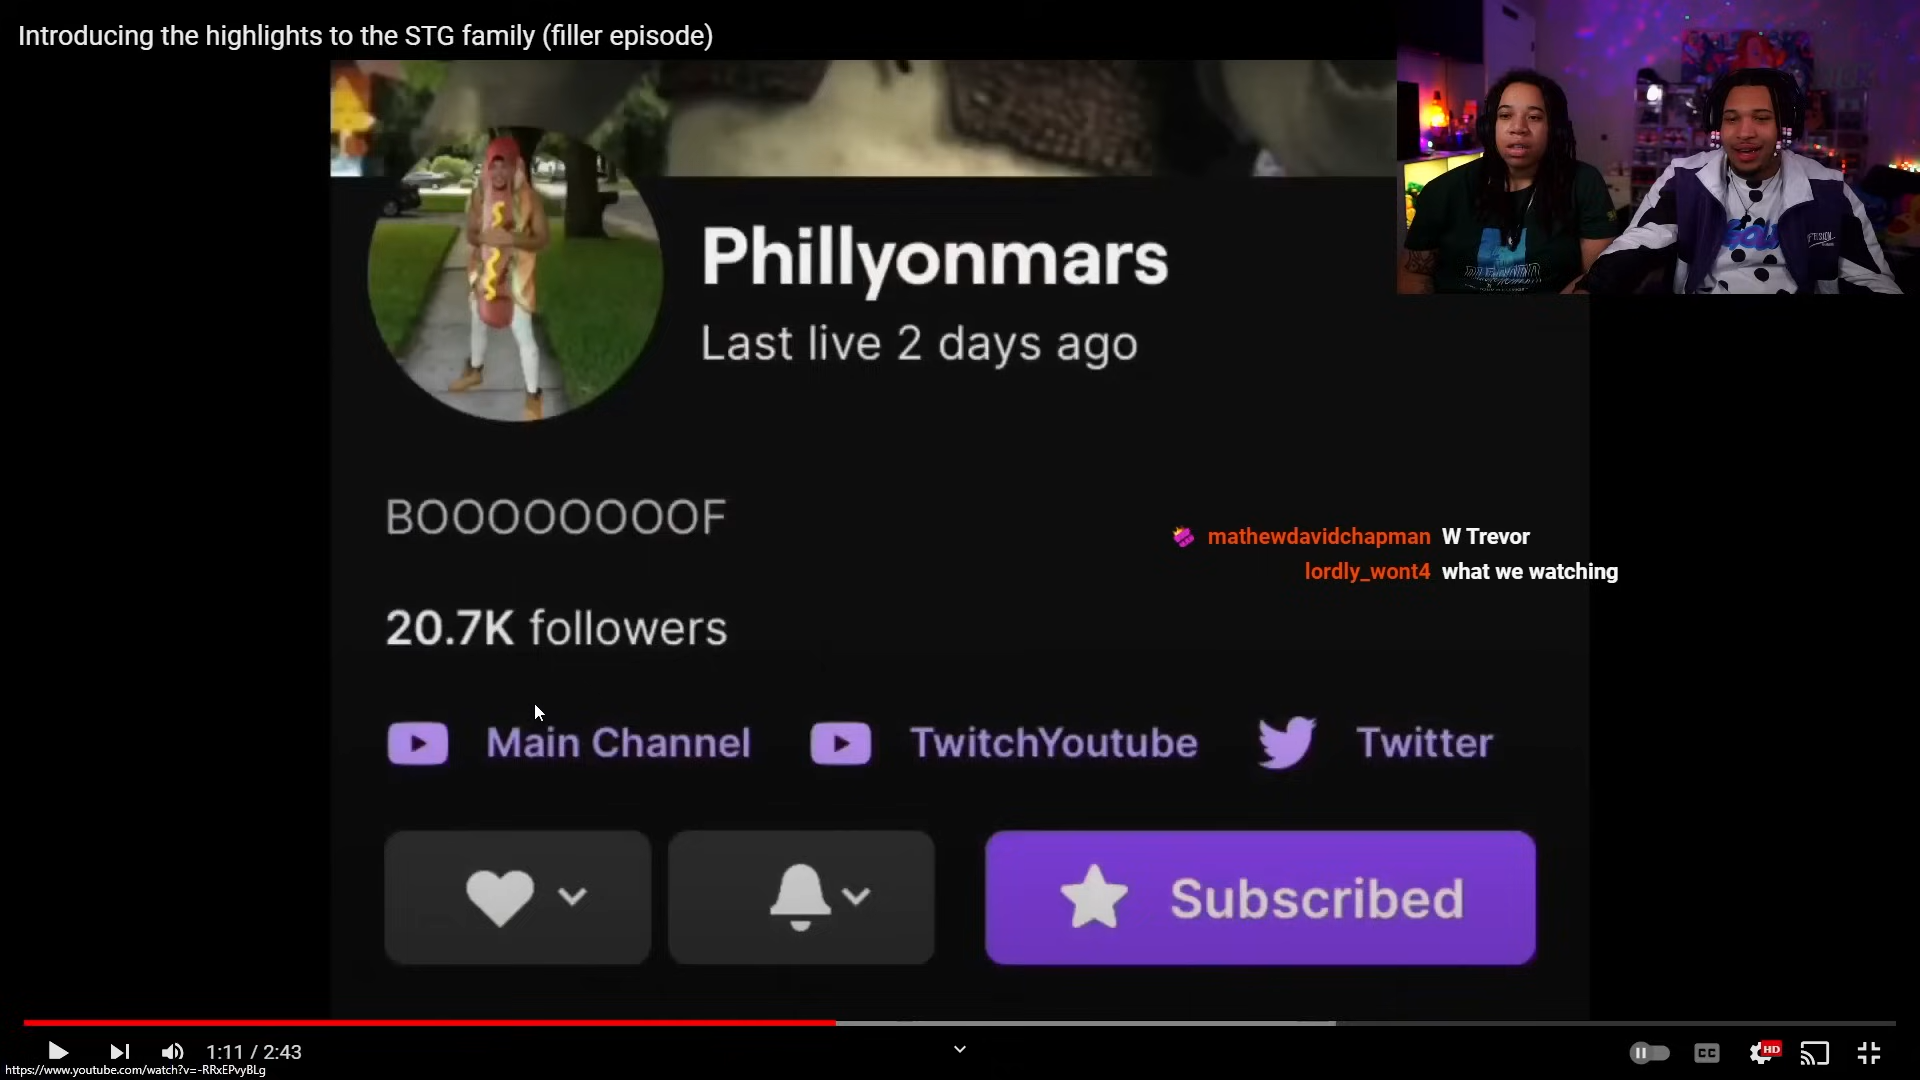 Introducing the highlights to the STG family (filler episode)
Phillyonmars
Last live 2 days ago
BOOOOOOOOF
mathewdavidchapman W Trevor
lordly_wont4 what we watching
20.7K followers
Main Channel TwitchYoutube Twitter
Subscribed
1:11 / 2:43
CC HD
https://www.youtube.com/watch?v=-RRxEPvyBLg